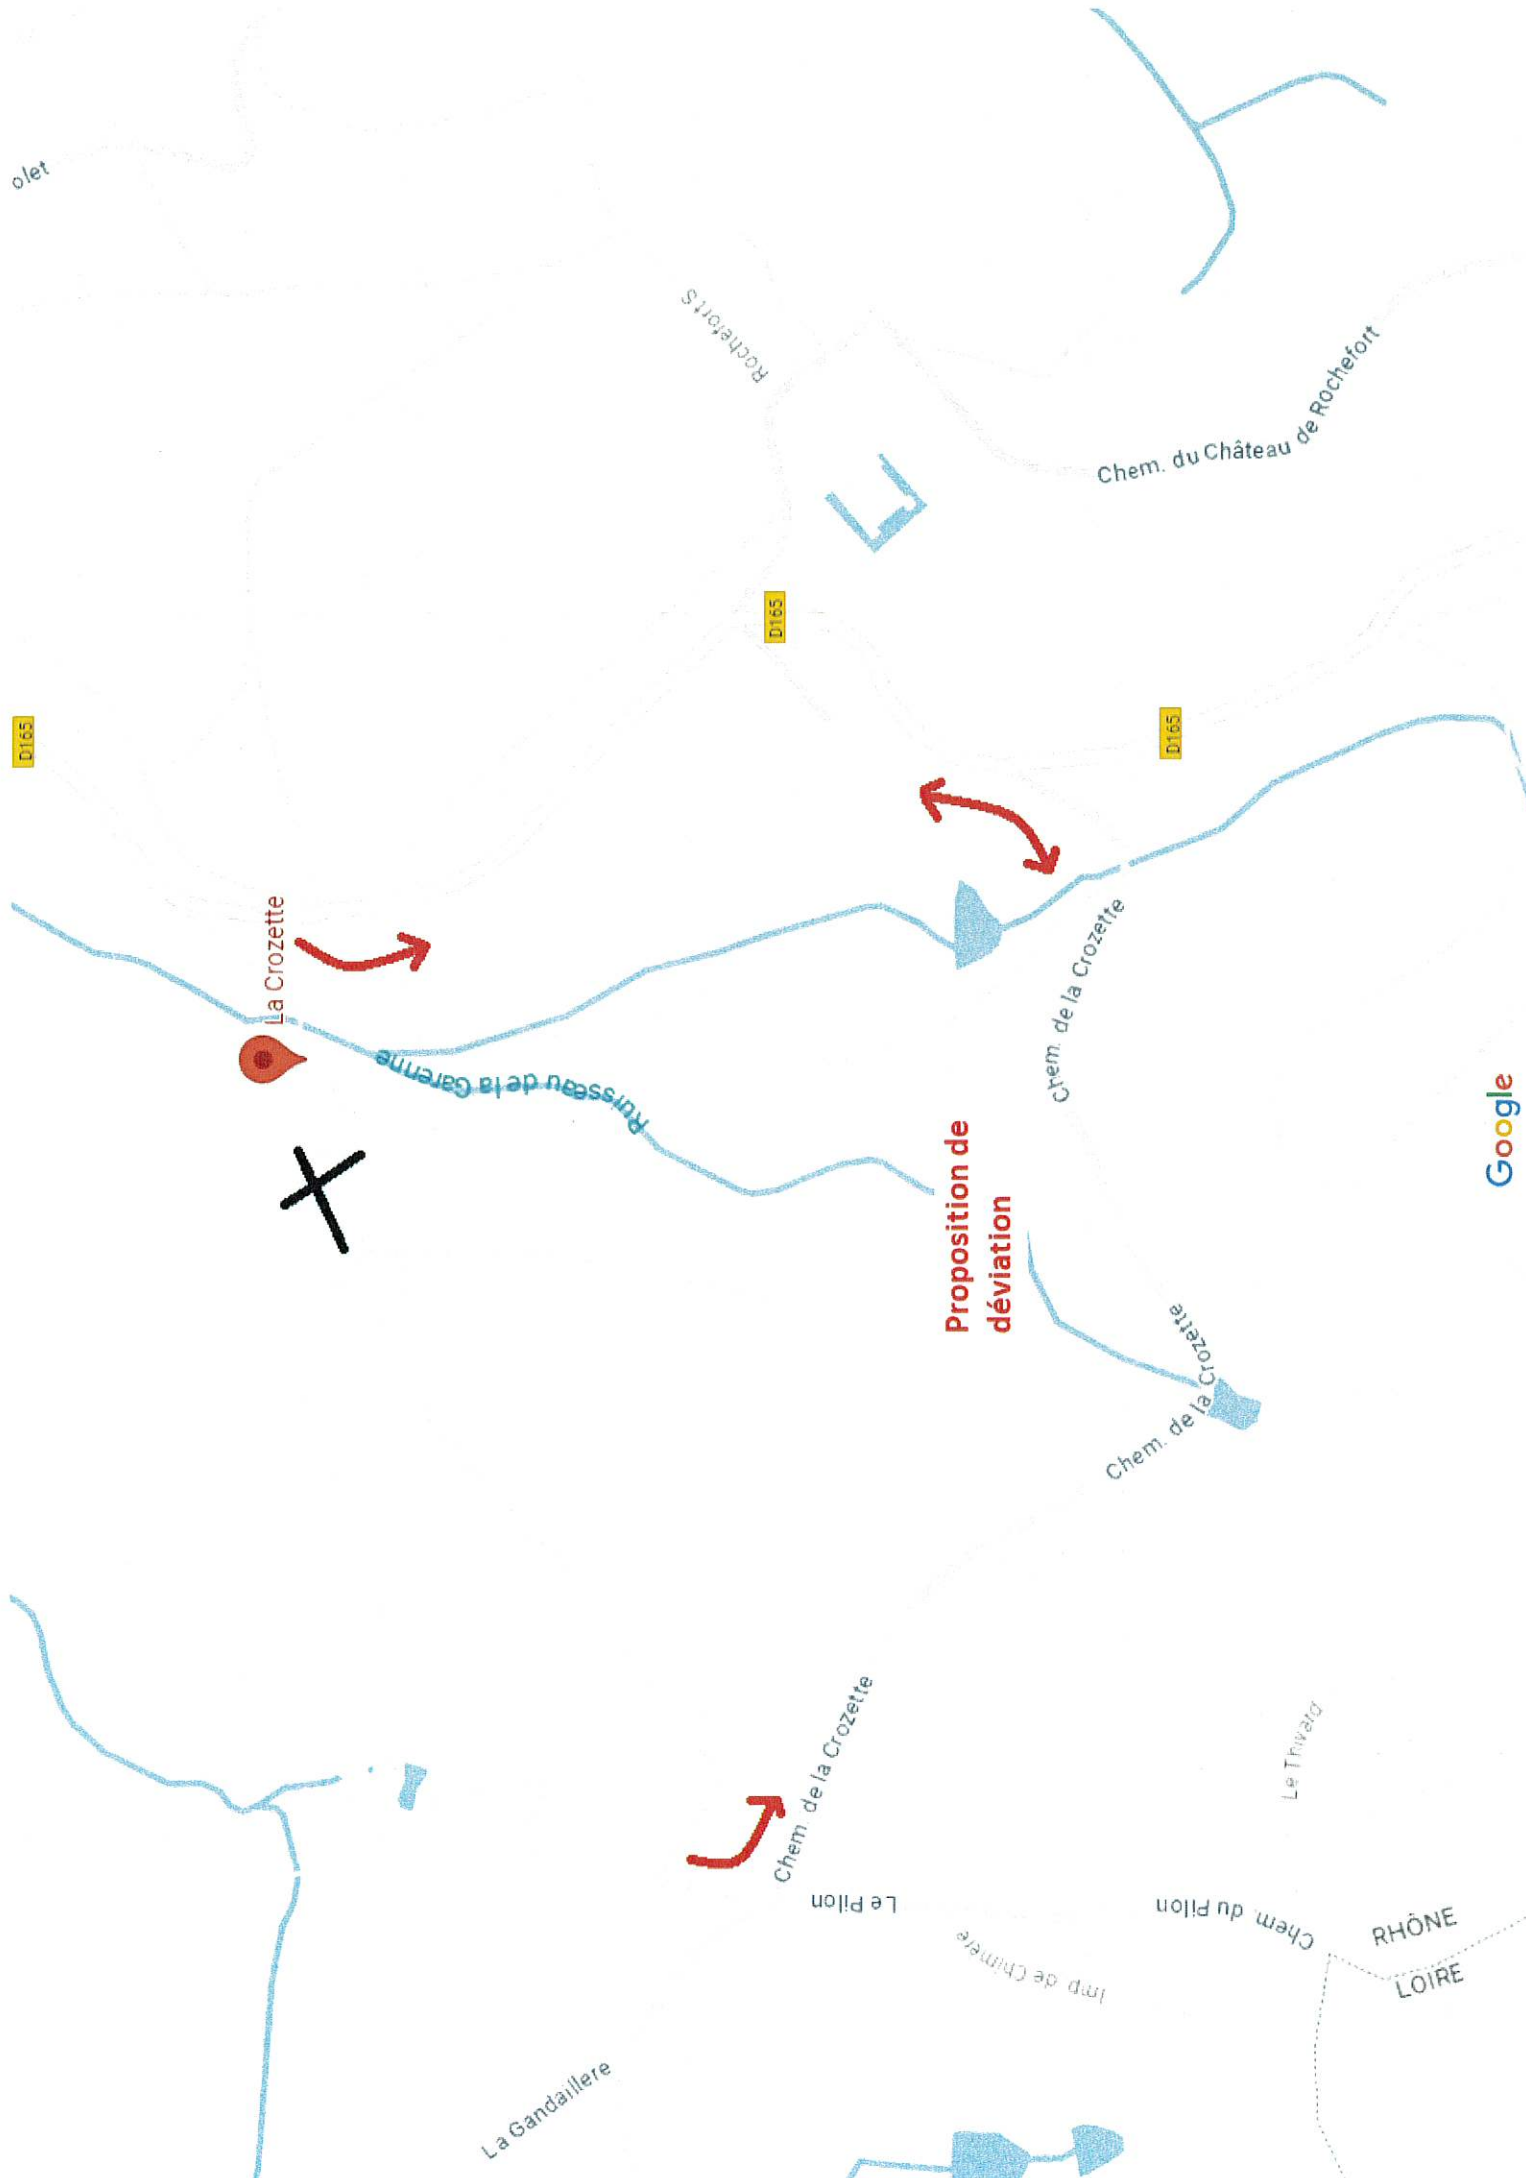 D165
olet
La Crozette
Ruisseau de la Garenne
La Gandaillere
Rochefort S
D165
Chem. de la Crozette
Le Pilon
Proposition de
déviation
Imp de Chimère
Chem. de la Crozette
Chem. de la Crozette
D165
Chem. du Pilon
Chem. du Château de Rochefort
Le Trivard
RHÔNE
LOIRE
Google